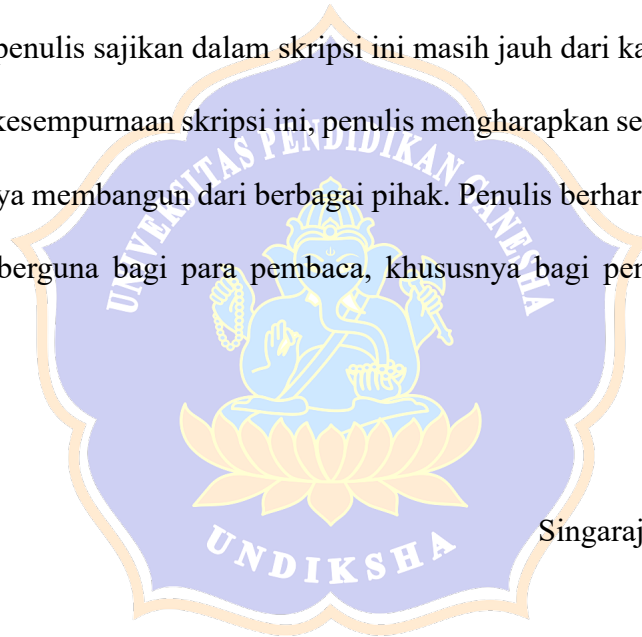 penulis sajikan dalam skripsi ini masih jauh dari ka
kesempurnaan skripsi ini, penulis mengharapkan se
ya membangun dari berbagai pihak. Penulis berhar
berguna bagi para pembaca, khususnya bagi pen
UNIVERSITAS PENDIDIKAN GANESHA
Singaraj
UNDIKSHA